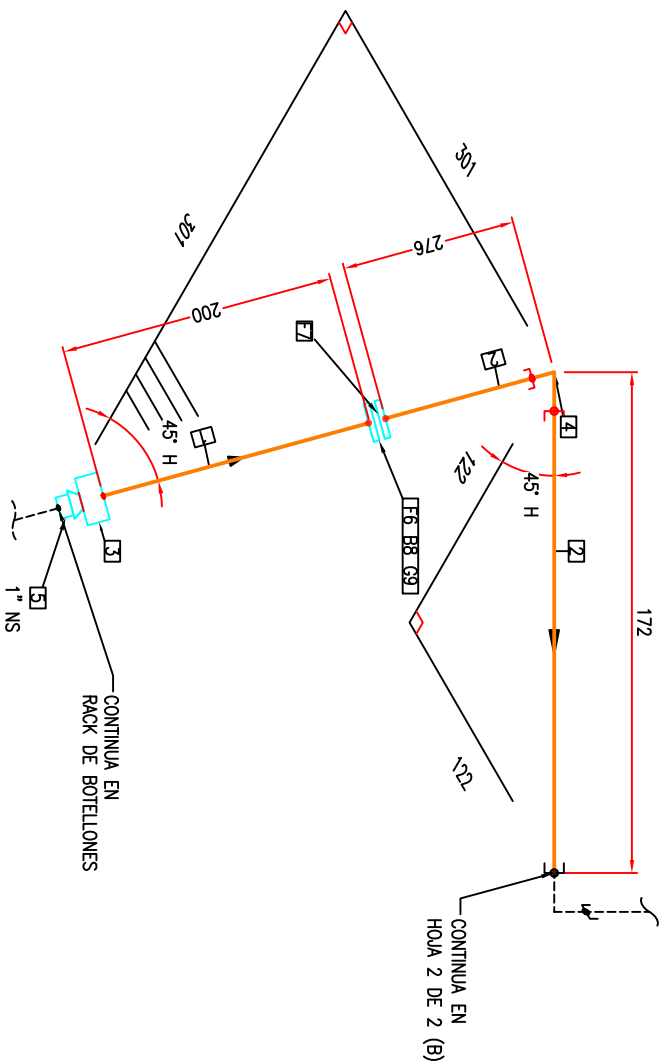 301
276
301
200
F7
2
4
172
122
45° H
2
F6 B8 G9
45° H
1
122
3
5
1" NS
CONTINUA EN
RACK DE BOTELLONES
CONTINUA EN
HOJA 2 DE 2 (B)